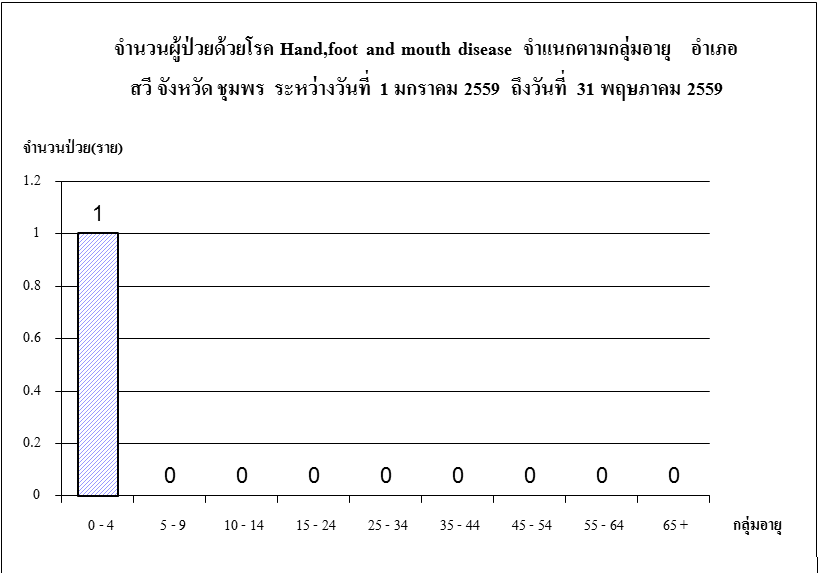 จำนวนผู้ป่วยด้วยโรค Hand,foot and mouth disease จำแนกตามกลุ่มอายุ อำเภอ
สวี จังหวัด ชุมพร ระหว่างวันที่ 1 มกราคม 2559 ถึงวันที่ 31 พฤษภาคม 2559
จำนวนป่วย(ราย)
1.2
1
1
0.8
0.6
0.4
0.2
0 0 0 0 0 0 0 0
0
0 - 4 5 - 9 10 - 14 15 - 24 25 - 34 35 - 44 45 - 54 55 - 64 65 + กลุ่มอายุ